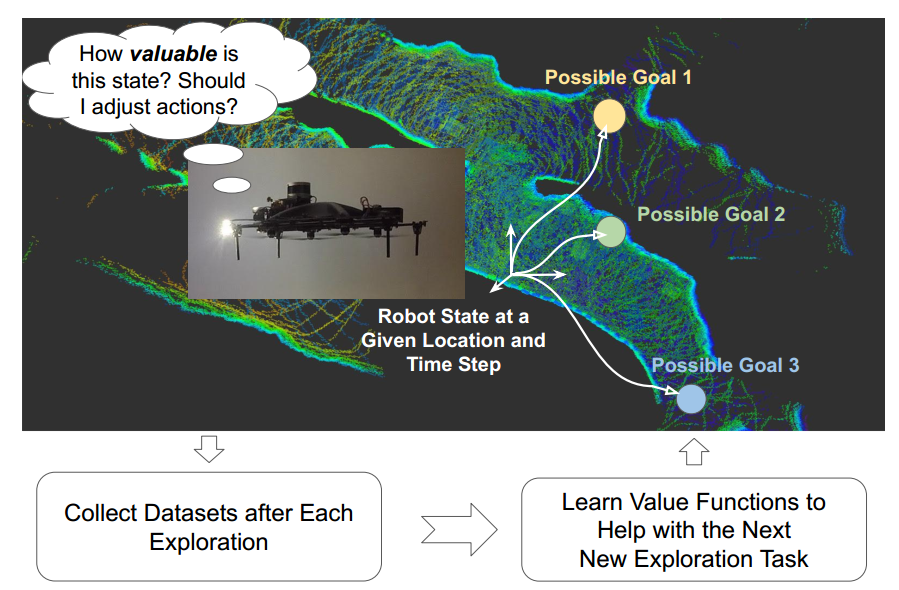 How valuable is
this state? Should
I adjust actions?
Possible Goal 1
Possible Goal 2
Robot State at a
Given Location and
Time Step
Possible Goal 3
Collect Datasets after Each
Exploration
Learn Value Functions to
Help with the Next
New Exploration Task